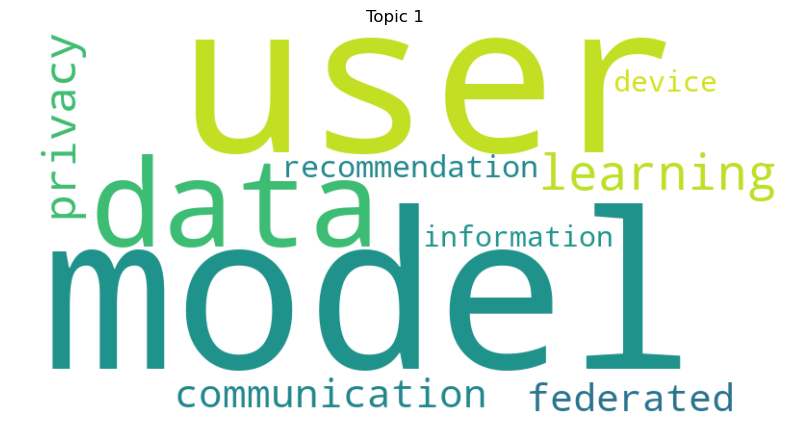 Topic 1
privacy
user
device
recommendation
learning
data
information
model
communication
federated